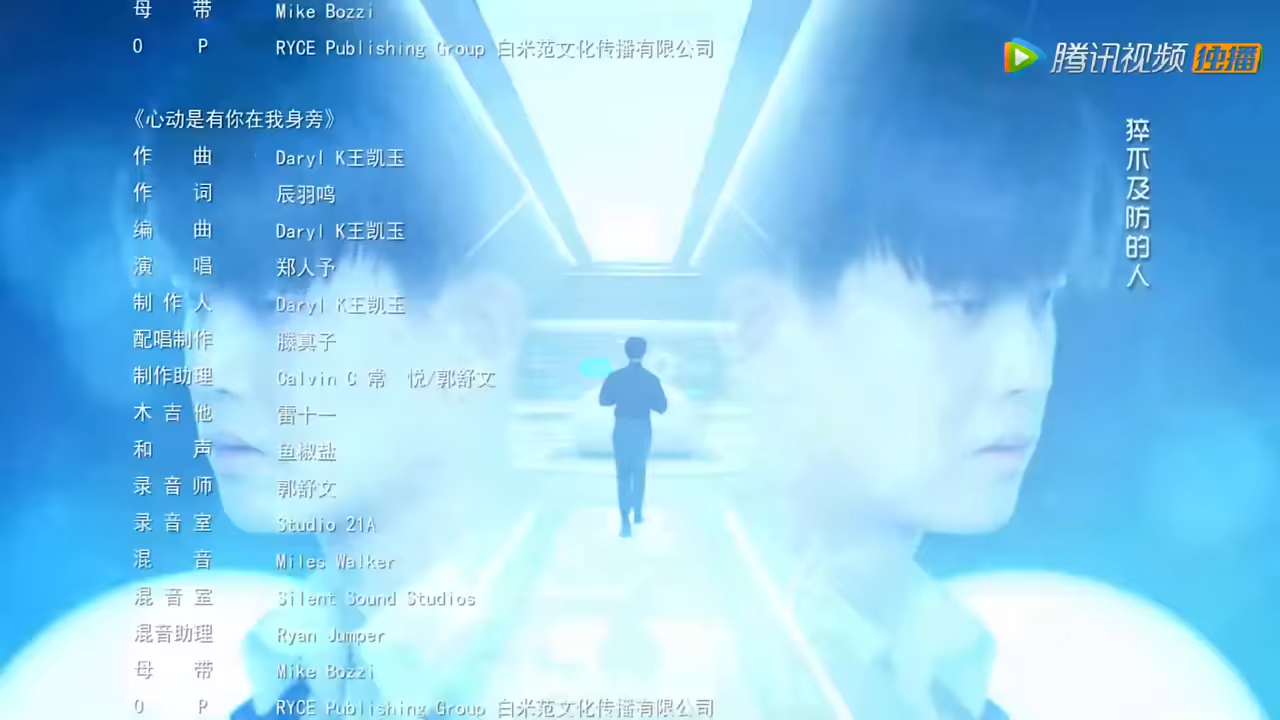 母 带 Mike Bozzi
O P RYCE Publishing Group 白米范文化传播有限公司
腾讯视频 独播
《心动是有你在我身旁》
作 曲 Daryl K王凯玉
作 词 辰羽鸣
编 曲 Daryl K王凯玉
演 唱 郑人予
制 作 人 Daryl K王凯玉
配唱制作 滕真子
制作助理 Calvin C 常 悦/郭舒文
木 吉 他 雷十一
和 声 鱼椒盐
录 音 师 郭舒文
录 音 室 Studio 21A
混 音 Miles Walker
混 音 室 Silent Sound Studios
混音助理 Ryan Jumper
母 带 Mike Bozzi
O P RYCE Publishing Group 白米范文化传播有限公司
猝不及防的人